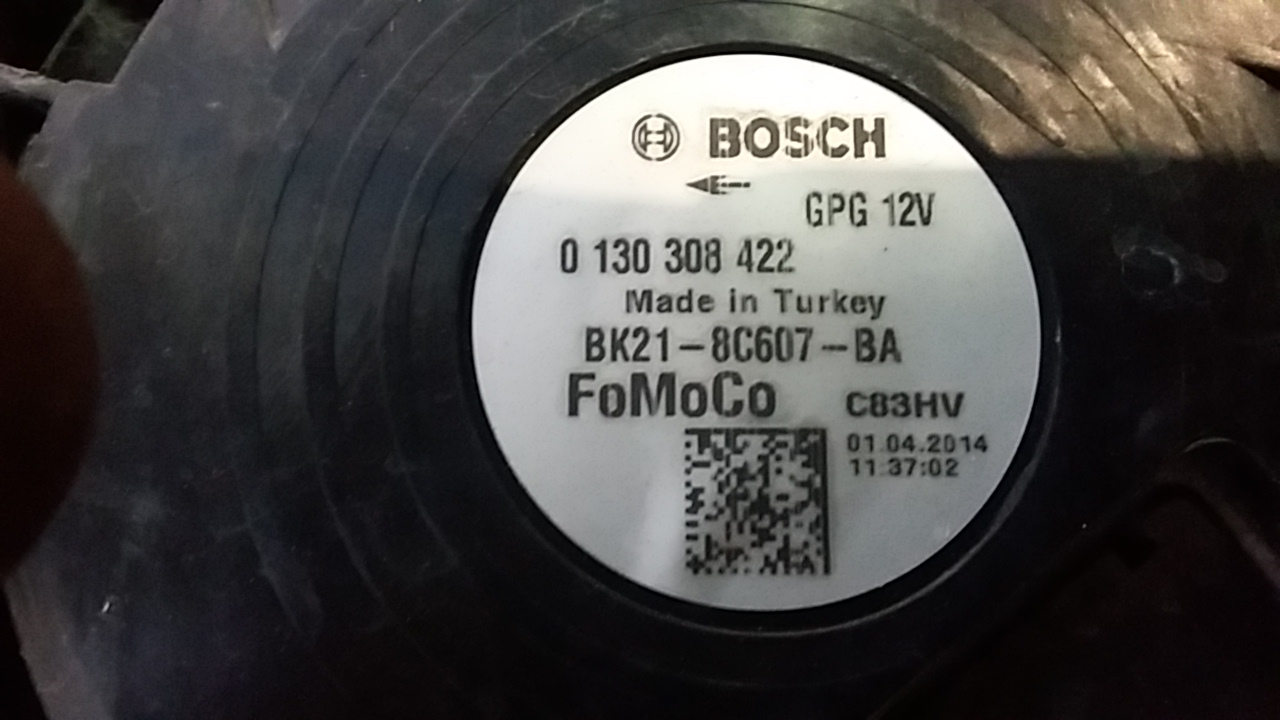 BOSCH
GPG 12V
0 130 308 422
Made in Turkey
BK21-8C607-BA
FoMoCo C83HV
01.04.2014
11:37:02